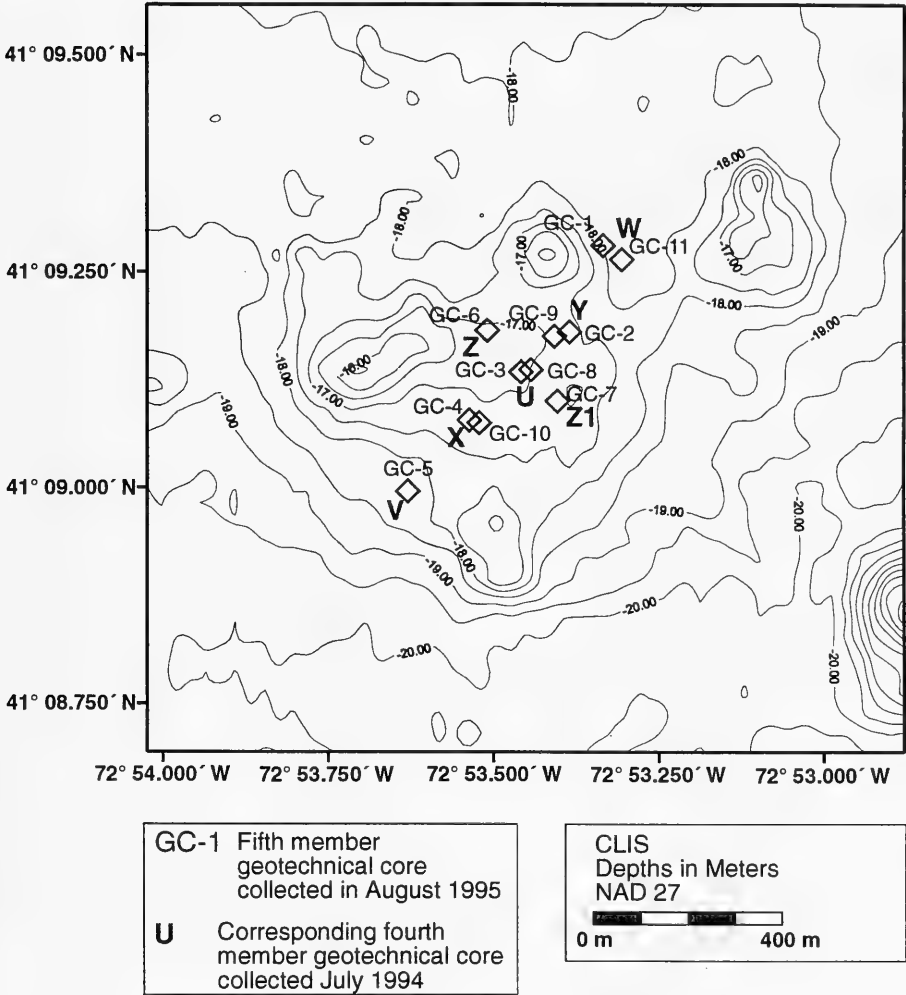 41° 09.500´ N
41° 09.250´ N
41° 09.000´ N
41° 08.750´ N
-18.00
-18.00
-18.00
-18.00
GC-1
W
-18.00
GC-11
-17.00
-17.00
-18.00
-19.00
GC-6
GC-9
Y
-17.00
GC-2
Z
-18.00
-16.00
GC-3
GC-8
-17.00
U
GC-7
Z1
-19.00
GC-4
X
GC-10
GC-5
V
-19.00
-20.00
-18.00
-19.00
-20.00
-20.00
-20.00
72° 54.000´ W
72° 53.750´ W
72° 53.500´ W
72° 53.250´ W
72° 53.000´ W
GC-1 Fifth member
geotechnical core
collected in August 1995
U Corresponding fourth
member geotechnical core
collected July 1994
CLIS
Depths in Meters
NAD 27
0 m 400 m